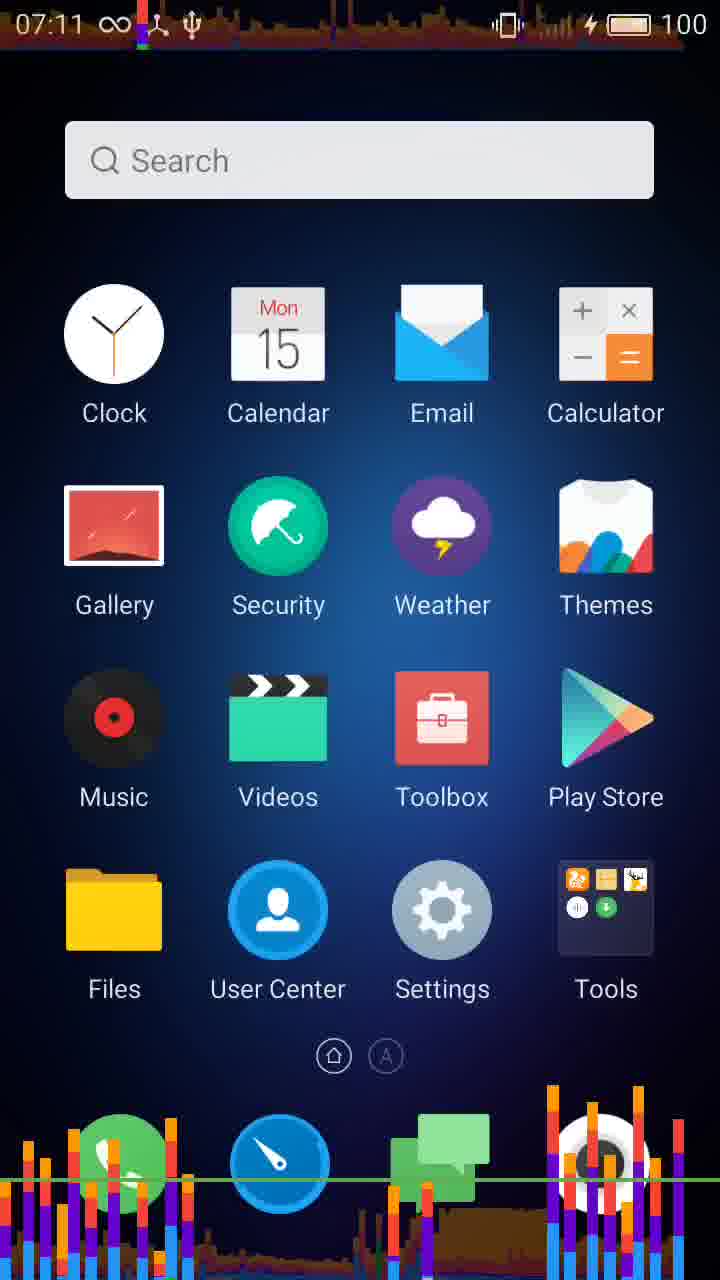 07:11 100
Search
Mon
15
Clock Calendar Email Calculator
Gallery Security Weather Themes
Music Videos Toolbox Play Store
Files User Center Settings Tools
A